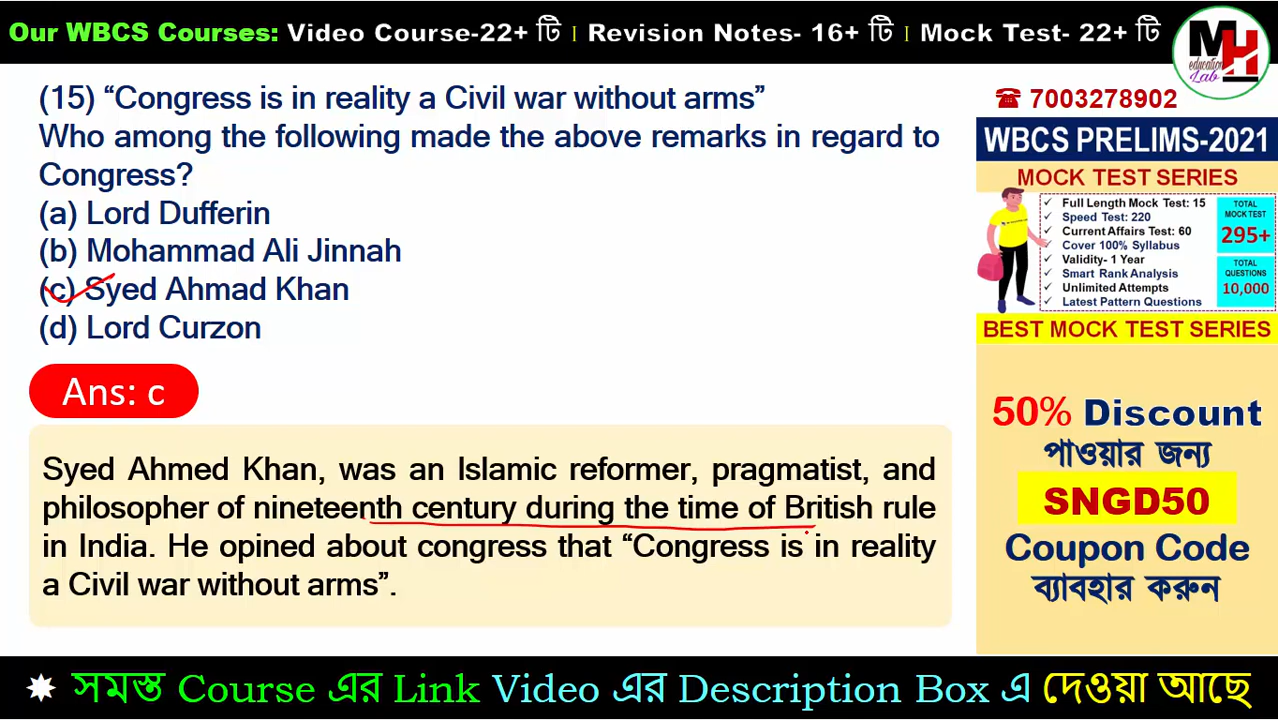 Our WBCS Courses: Video Course-22+ টি I Revision Notes- 16+ টি I Mock Test- 22+ টি
MH
education
Lab
(15) “Congress is in reality a Civil war without arms”
Who among the following made the above remarks in regard to
Congress?
(a) Lord Dufferin
(b) Mohammad Ali Jinnah
(c) Syed Ahmad Khan
(d) Lord Curzon
Ans: c
Syed Ahmed Khan, was an Islamic reformer, pragmatist, and
philosopher of nineteenth century during the time of British rule
in India. He opined about congress that “Congress is in reality
a Civil war without arms”.
☎ 7003278902
WBCS PRELIMS-2021
MOCK TEST SERIES
✓ Full Length Mock Test: 15
✓ Speed Test: 220
✓ Current Affairs Test: 60
✓ Cover 100% Syllabus
✓ Validity- 1 Year
✓ Smart Rank Analysis
✓ Unlimited Attempts
✓ Latest Pattern Questions
TOTAL
MOCK TEST
295+
TOTAL
QUESTIONS
10,000
BEST MOCK TEST SERIES
50% Discount
পাওয়ার জন্য
SNGD50
Coupon Code
ব্যাবহার করুন
✸ সমস্ত Course এর Link Video এর Description Box এ দেওয়া আছে